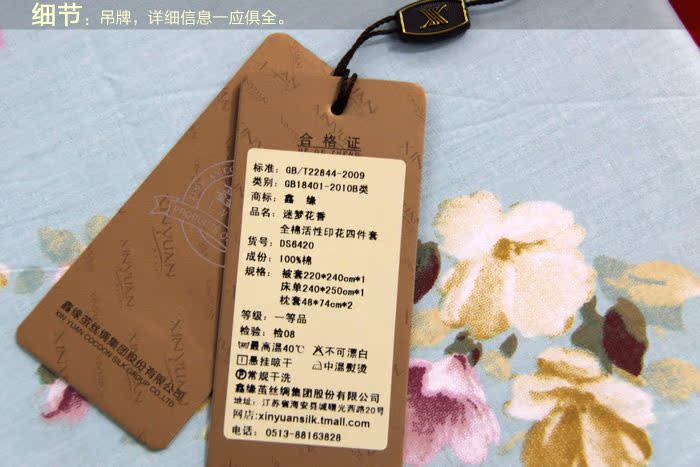 细节：吊牌，详细信息一应俱全。
合格证
标准：GB/T22844-2009
类别：GB18401-2010B类
商标：鑫 缘
品名：迷梦花香
全棉活性印花四件套
货号：DS6420
成份：100%棉
规格：被套220*240cm*1
床单240*250cm*1
枕套48*74cm*2
等级：一等品
检验：检08
最高温40℃ 不可漂白
悬挂晾干 中温熨烫
常规干洗
鑫缘茧丝绸集团股份有限公司
地址：江苏省海安县城曙光西路20号
网店:xinyuansilk.tmall.com
电话：0513-88163828
鑫缘茧丝绸集团股份有限公司
XIN YUAN COCOON SILK GROUP CO.,LTD
XINYUAN
XINYUAN